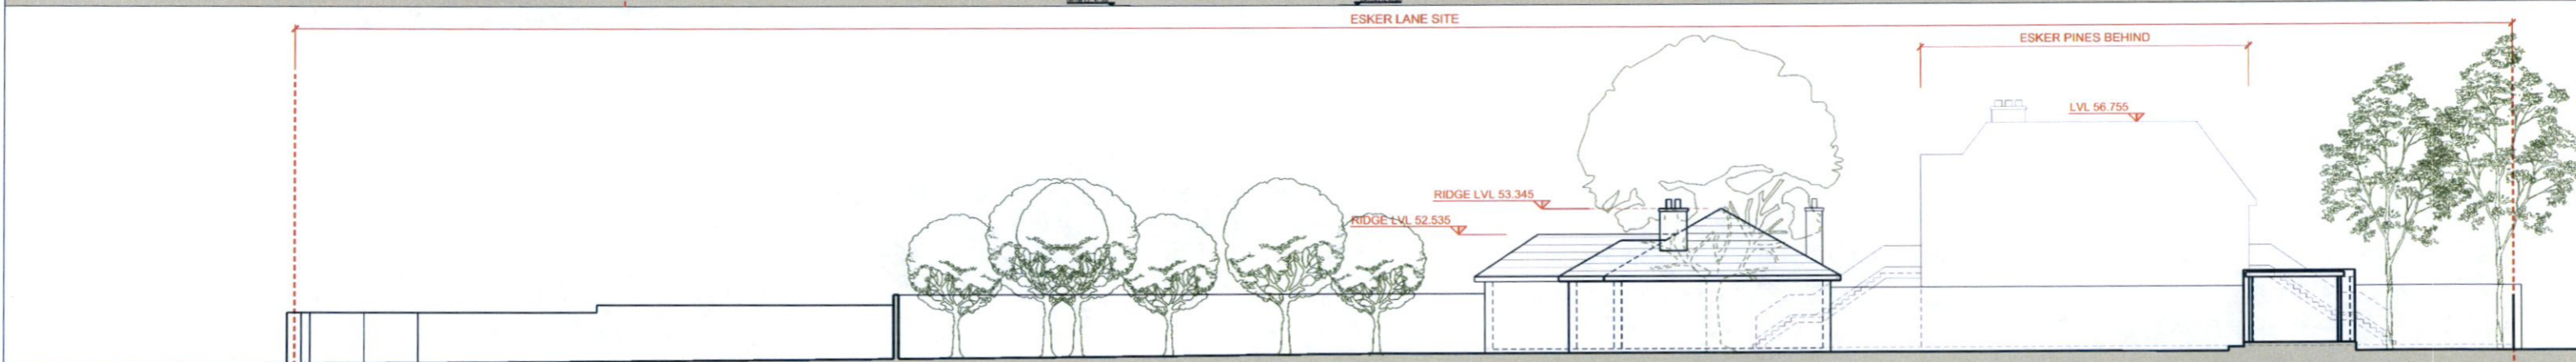 ESKER LANE SITE
ESKER PINES BEHIND
LVL 56.755
RIDGE LVL 53.345
RIDGE LVL 52.535